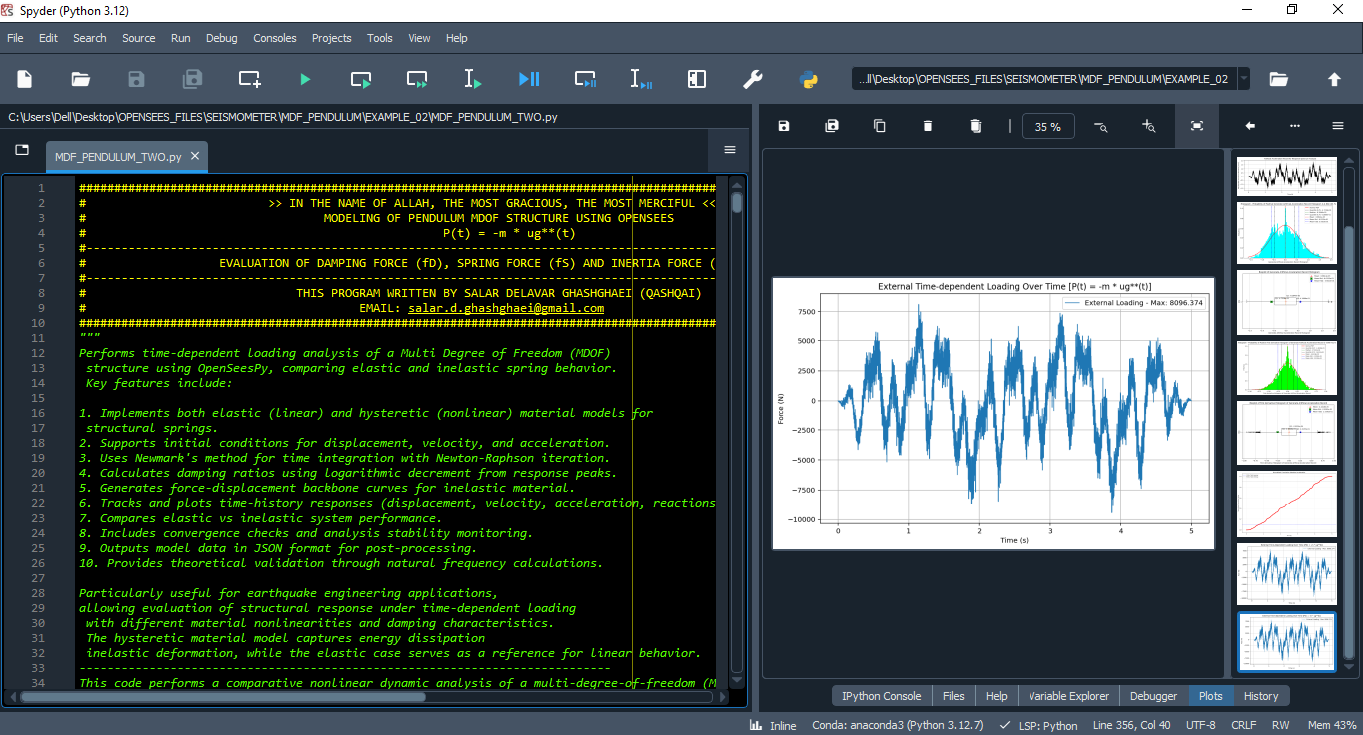 Spyder (Python 3.12)
File Edit Search Source Run Debug Consoles Projects Tools View Help
...ll\Desktop\OPENSEES_FILES\SEISMOMETER\MDF_PENDULUM\EXAMPLE_02
C:\Users\Dell\Desktop\OPENSEES_FILES\SEISMOMETER\MDF_PENDULUM\EXAMPLE_02\MDF_PENDULUM_TWO.py
MDF_PENDULUM_TWO.py
1 ##########################################################################################
2 # >> IN THE NAME OF ALLAH, THE MOST GRACIOUS, THE MOST MERCIFUL <<
3 # MODELING OF PENDULUM MDOF STRUCTURE USING OPENSEES
4 # P(t) = -m * ug**(t)
5 #-----------------------------------------------------------------------------------------
6 # EVALUATION OF DAMPING FORCE (fD), SPRING FORCE (fS) AND INERTIA FORCE (
7 #-----------------------------------------------------------------------------------------
8 # THIS PROGRAM WRITTEN BY SALAR DELAVAR GHASHGHAEI (QASHQAI)
9 # EMAIL: salar.d.ghashghaei@gmail.com
10 ##########################################################################################
11 """
12 Performs time-dependent loading analysis of a Multi Degree of Freedom (MDOF)
13 structure using OpenSeesPy, comparing elastic and inelastic spring behavior.
14 Key features include:
15
16 1. Implements both elastic (linear) and hysteretic (nonlinear) material models for
17 structural springs.
18 2. Supports initial conditions for displacement, velocity, and acceleration.
19 3. Uses Newmark's method for time integration with Newton-Raphson iteration.
20 4. Calculates damping ratios using logarithmic decrement from response peaks.
21 5. Generates force-displacement backbone curves for inelastic material.
22 6. Tracks and plots time-history responses (displacement, velocity, acceleration, reactions
23 7. Compares elastic vs inelastic system performance.
24 8. Includes convergence checks and analysis stability monitoring.
25 9. Outputs model data in JSON format for post-processing.
26 10. Provides theoretical validation through natural frequency calculations.
27
28 Particularly useful for earthquake engineering applications,
29 allowing evaluation of structural response under time-dependent loading
30 with different material nonlinearities and damping characteristics.
31 The hysteretic material model captures energy dissipation
32 inelastic deformation, while the elastic case serves as a reference for linear behavior.
33 ---------------------------------------------------------------------------
34 This code performs a comparative nonlinear dynamic analysis of a multi-degree-of-freedom (M
35 %
External Time-dependent Loading Over Time [P(t) = -m * ug**(t)]
External Loading - Max: 8096.374
7500
5000
2500
0
−2500
−5000
−7500
−10000
Force (N)
0 1 2 3 4 5
Time (s)
IPython Console Files Help Variable Explorer Debugger Plots History
Inline Conda: anaconda3 (Python 3.12.7) LSP: Python Line 356, Col 40 UTF-8 CRLF RW Mem 43%